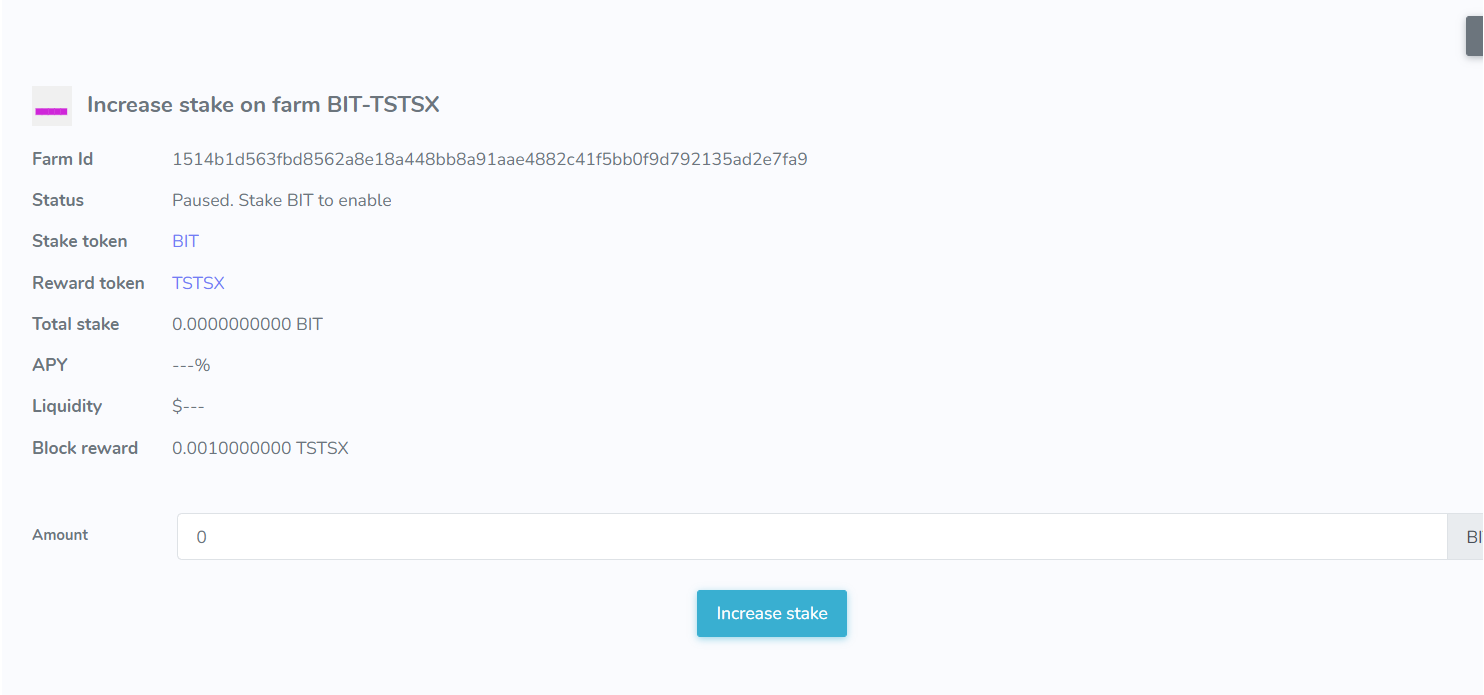 Increase stake on farm BIT-TSTSX
Farm Id 1514b1d563fbd8562a8e18a448bb8a91aae4882c41f5bb0f9d792135ad2e7fa9
Status Paused. Stake BIT to enable
Stake token BIT
Reward token TSTSX
Total stake 0.0000000000 BIT
APY ---%
Liquidity $---
Block reward 0.0010000000 TSTSX
Amount 0 BI
Increase stake